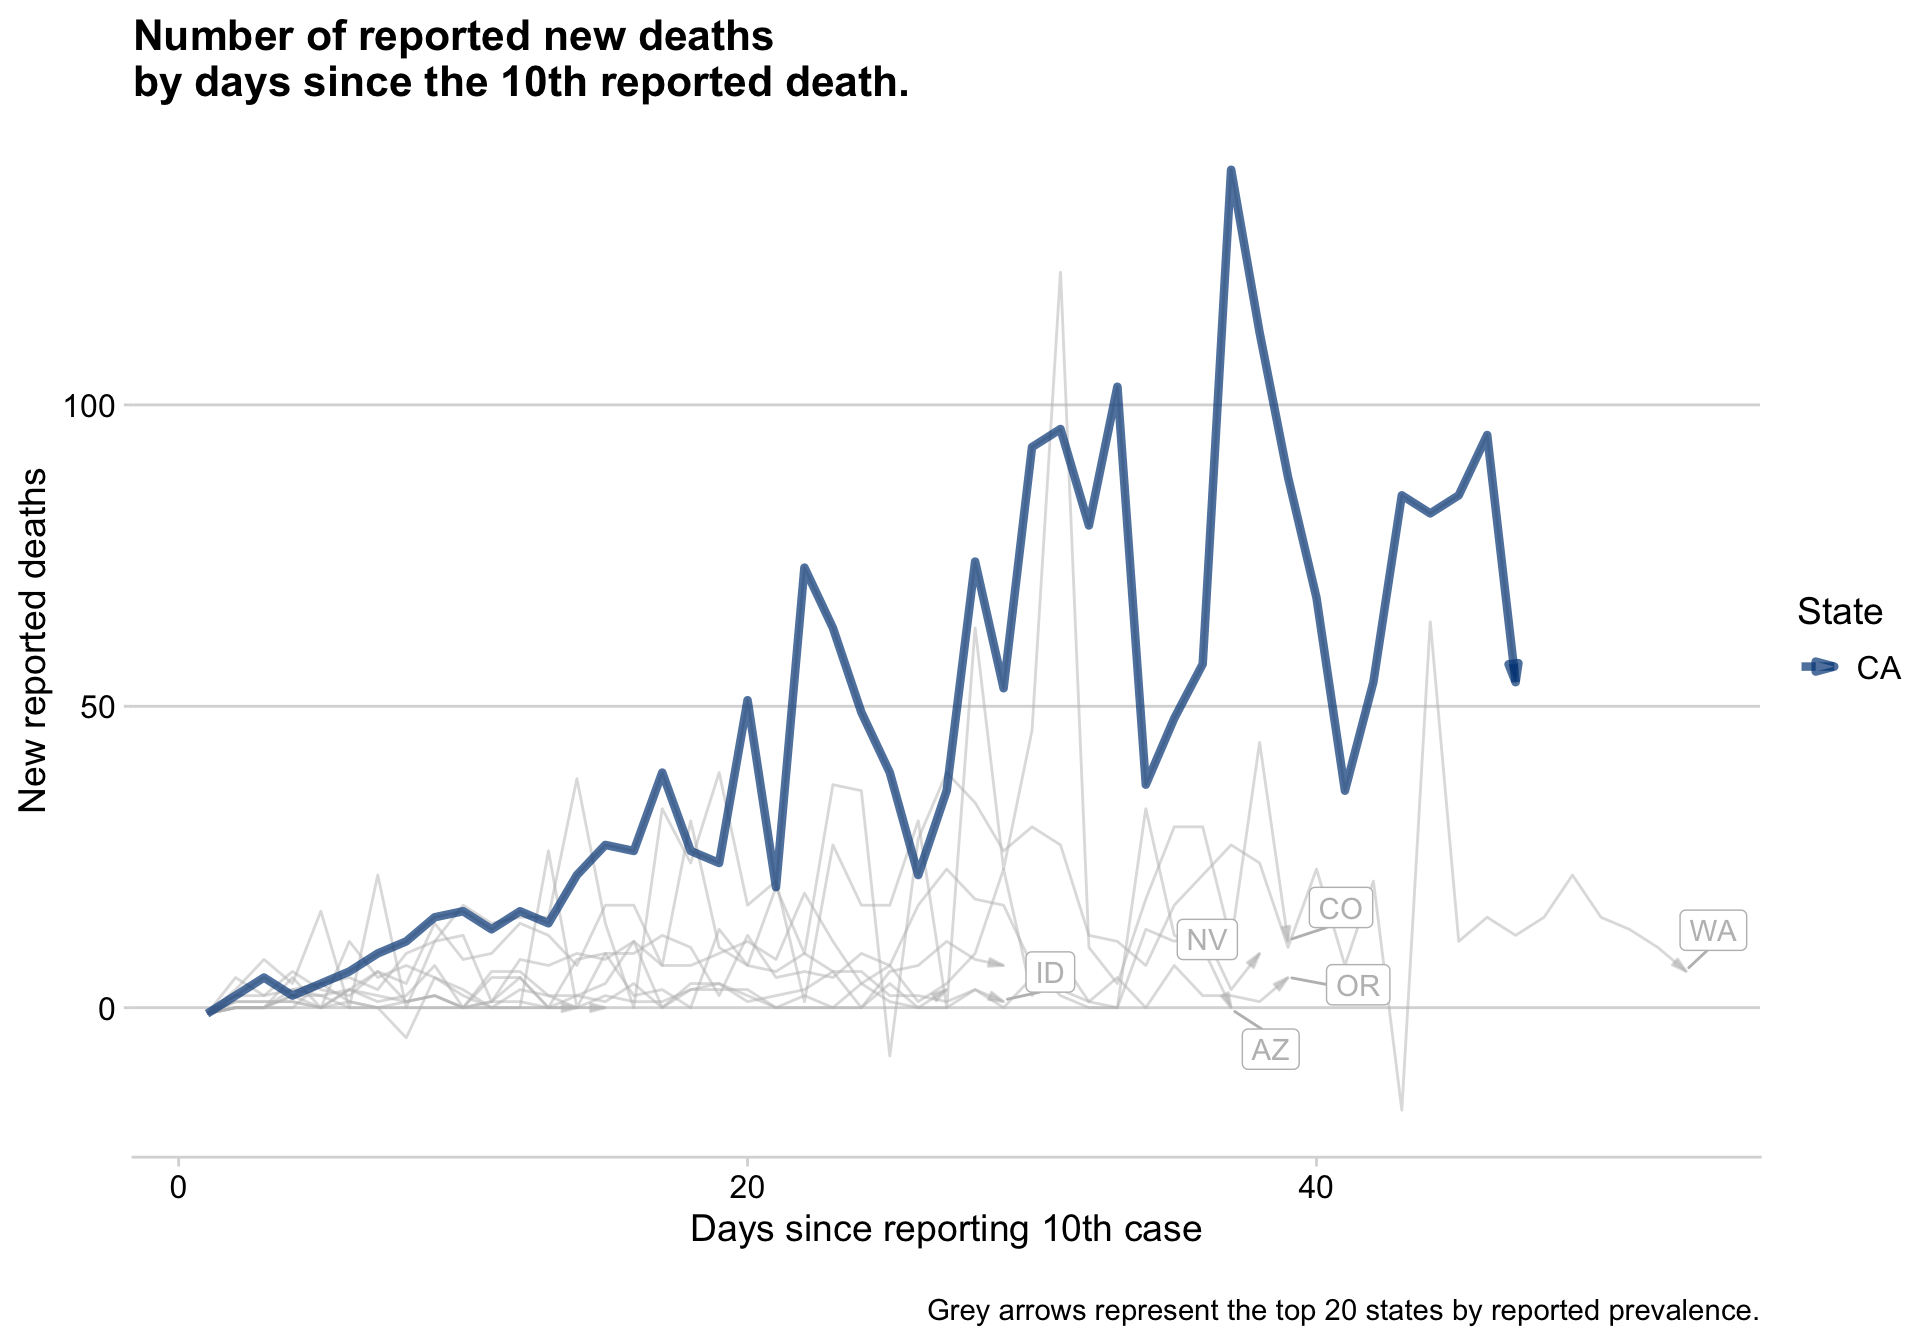 Number of reported new deaths
by days since the 10th reported death.
New reported deaths
100
50
0
0
20
40
Days since reporting 10th case
State
CA
NV
CO
WA
ID
OR
AZ
Grey arrows represent the top 20 states by reported prevalence.